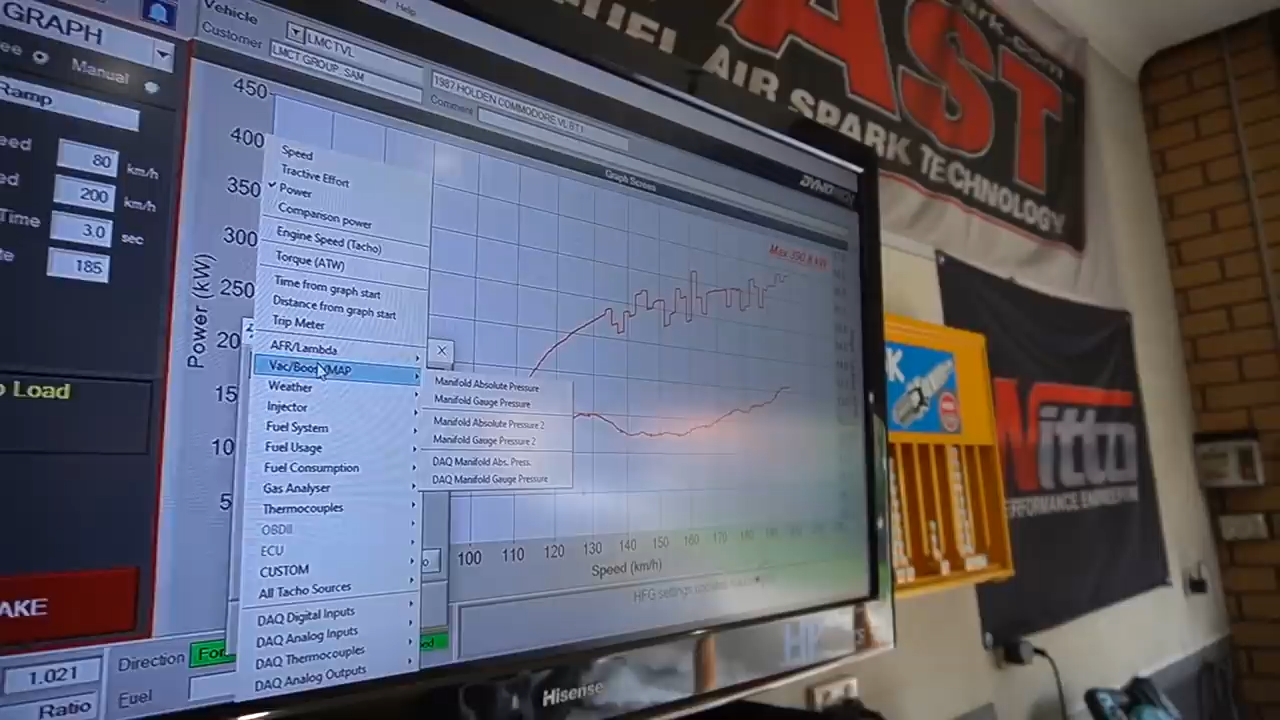 Help
GRAPH
Manual
Ramp
80
km/h
200
km/h
Time
3.0
sec
185
Load
AKE
1.021
Ratio
Direction
For
Fuel
Vehicle
LMCTVL
Customer
LMCT GROUP SAM
1987 HOLDEN COMMODORE VL BT1
Comment
Graph Screen
450
400
350
300
250
Power (kW)
Speed
Tractive Effort
Power
Comparison power
Engine Speed (Tacho)
Torque (ATW)
Time from graph start
Distance from graph start
Trip Meter
AFR/Lambda
Vac/Boost/MAP
Weather
Injector
Fuel System
Fuel Usage
Fuel Consumption
Gas Analyser
Thermocouples
OBDII
ECU
CUSTOM
All Tacho Sources
DAQ Digital Inputs
DAQ Analog Inputs
DAQ Thermocouples
DAQ Analog Outputs
Manifold Absolute Pressure
Manifold Gauge Pressure
Manifold Absolute Pressure 2
Manifold Gauge Pressure 2
DAQ Manifold Abs. Press.
DAQ Manifold Gauge Pressure
100 110 120 130 140 150 160 170 180 190
Speed (km/h)
Hisense
AST
FUEL AIR SPARK TECHNOLOGY
Nitto
PERFORMANCE ENGINEERING